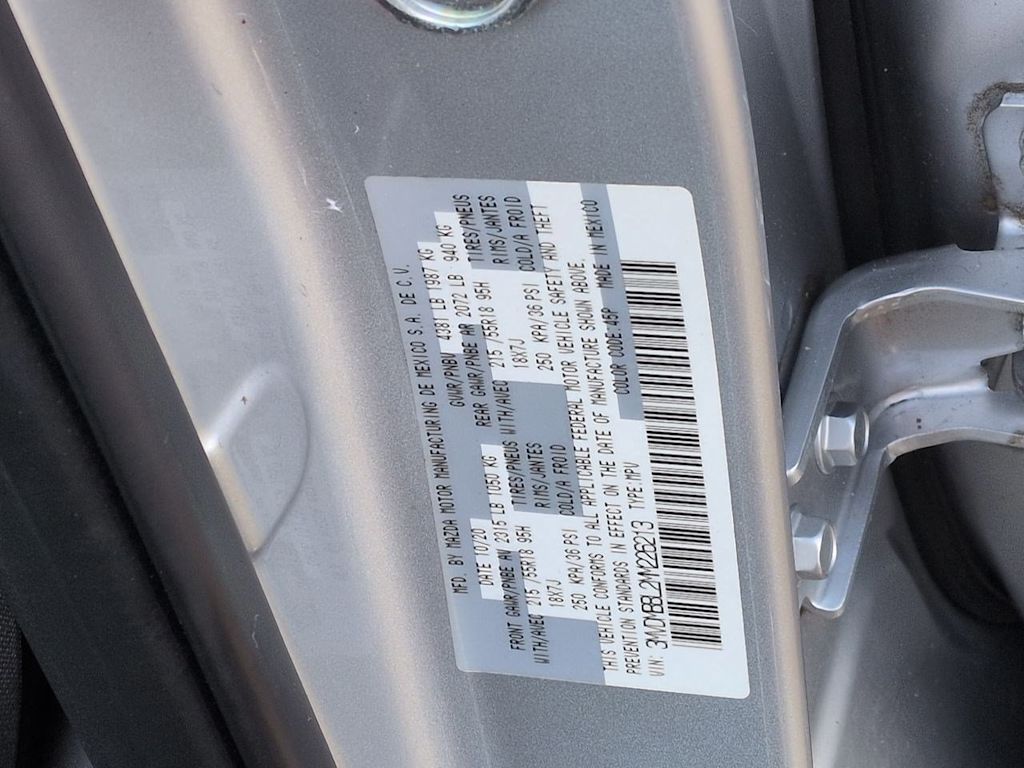 MFD. BY MAZDA MOTOR MANUFACTURING DE MEXICO S.A. DE C.V.
DATE 10/20 GVWR/PNBV 4381 LB 1987 KG
FRONT GAWR/PNBE AV 2315 LB 1050 KG REAR GAWR/PNBE AR 2072 LB 940 KG
WITH/AVEC 215/55R18 95H TIRES/PNEUS WITH/AVEC 215/55R18 95H TIRES/PNEUS
18X7J RIMS/JANTES 18X7J RIMS/JANTES
250 KPA/36 PSI COLD/A FROID 250 KPA/36 PSI COLD/A FROID
THIS VEHICLE CONFORMS TO ALL APPLICABLE FEDERAL MOTOR VEHICLE SAFETY AND THEFT
PREVENTION STANDARDS IN EFFECT ON THE DATE OF MANUFACTURE SHOWN ABOVE.
VIN: TYPE:MPV COLOR CODE:45P MADE IN MEXICO